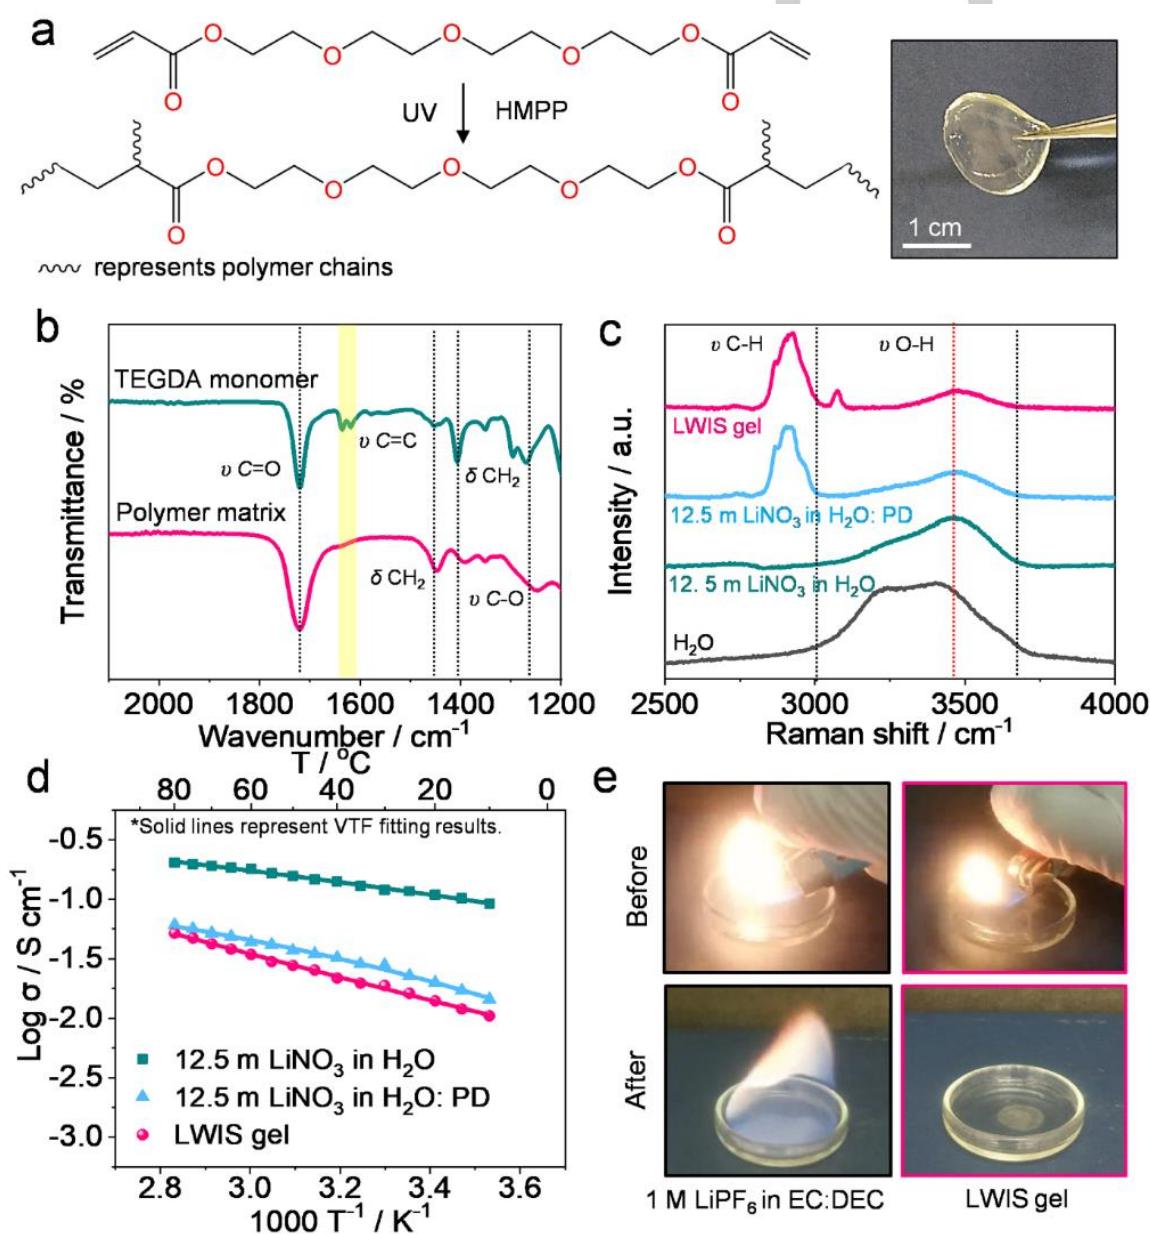 a
O
O
O
O
O
O
O
UV
HMPP
O
O
O
O
O
O
O
represents polymer chains
1 cm
b
TEGDA monomer
υ C=O
υ C=C
δ CH₂
Polymer matrix
δ CH₂
υ C-O
Transmittance / %
2000 1800 1600 1400 1200
Wavenumber / cm⁻¹
c
υ C-H
υ O-H
LWIS gel
12.5 m LiNO₃ in H₂O: PD
12. 5 m LiNO₃ in H₂O
H₂O
Intensity / a.u.
2500 3000 3500 4000
Raman shift / cm⁻¹
d
T / °C
80 60 40 20 0
*Solid lines represent VTF fitting results.
Log σ / S cm⁻¹
-0.5
-1.0
-1.5
-2.0
-2.5
-3.0
12.5 m LiNO₃ in H₂O
12.5 m LiNO₃ in H₂O: PD
LWIS gel
2.8 3.0 3.2 3.4 3.6
1000 T⁻¹ / K⁻¹
e
Before
After
1 M LiPF₆ in EC:DEC
LWIS gel